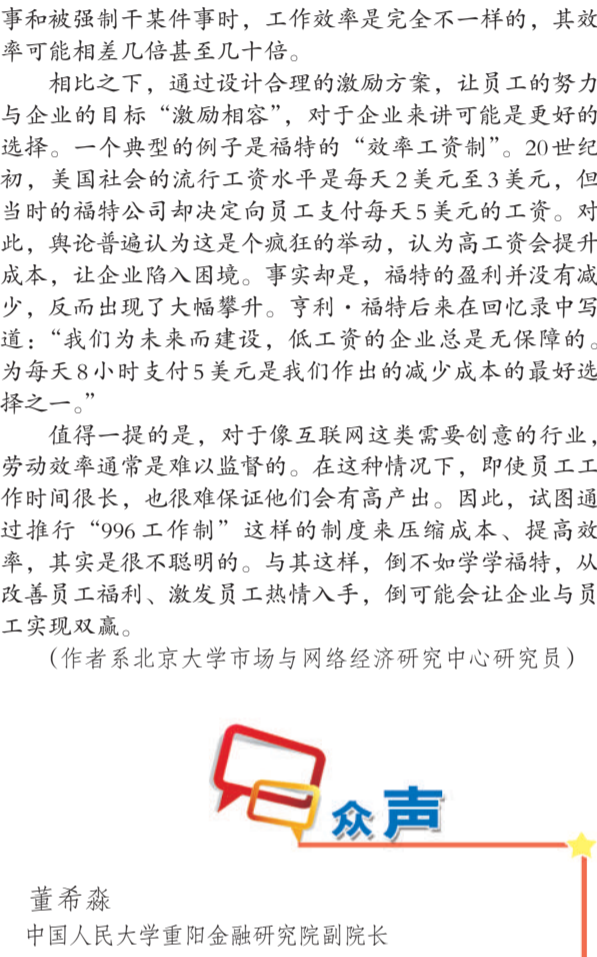 事和被强制干某件事时，工作效率是完全不一样的，其效
率可能相差几倍甚至几十倍。
相比之下，通过设计合理的激励方案，让员工的努力
与企业的目标“激励相容”，对于企业来讲可能是更好的
选择。一个典型的例子是福特的“效率工资制”。20世纪
初，美国社会的流行工资水平是每天2美元至3美元，但
当时的福特公司却决定向员工支付每天5美元的工资。对
此，舆论普遍认为这是个疯狂的举动，认为高工资会提升
成本，让企业陷入困境。事实却是，福特的盈利并没有减
少，反而出现了大幅攀升。亨利·福特后来在回忆录中写
道：“我们为未来而建设，低工资的企业总是无保障的。
为每天8小时支付5美元是我们作出的减少成本的最好选
择之一。”
值得一提的是，对于像互联网这类需要创意的行业，
劳动效率通常是难以监督的。在这种情况下，即使员工工
作时间很长，也很难保证他们会有高产出。因此，试图通
过推行“996工作制”这样的制度来压缩成本、提高效
率，其实是很不聪明的。与其这样，倒不如学学福特，从
改善员工福利、激发员工热情入手，倒可能会让企业与员
工实现双赢。
（作者系北京大学市场与网络经济研究中心研究员）
众声
董希淼
中国人民大学重阳金融研究院副院长